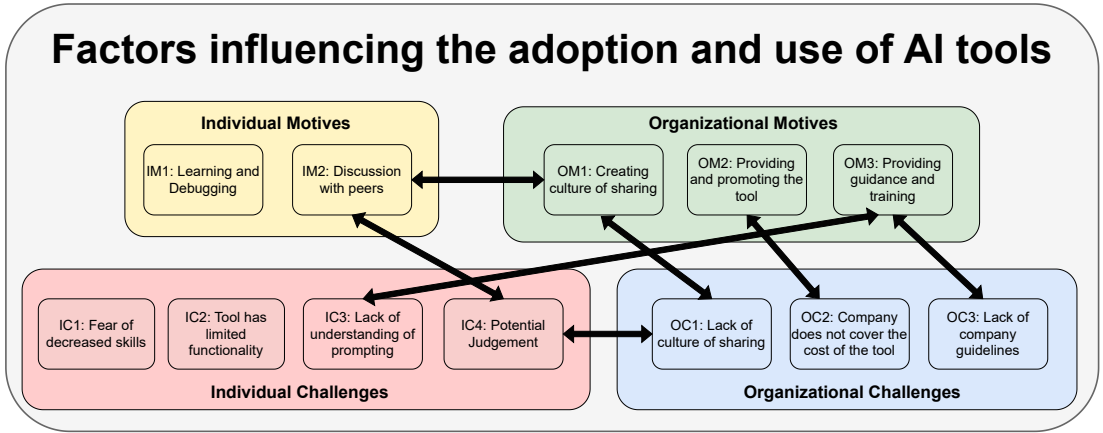 Factors influencing the adoption and use of AI tools
Individual Motives
IM1: Learning and
Debugging
IM2: Discussion
with peers
Organizational Motives
OM1: Creating
culture of sharing
OM2: Providing
and promoting the
tool
OM3: Providing
guidance and
training
IC1: Fear of
decreased skills
IC2: Tool has
limited
functionality
IC3: Lack of
understanding of
prompting
IC4: Potential
Judgement
Individual Challenges
OC1: Lack of
culture of sharing
OC2: Company
does not cover the
cost of the tool
OC3: Lack of
company
guidelines
Organizational Challenges